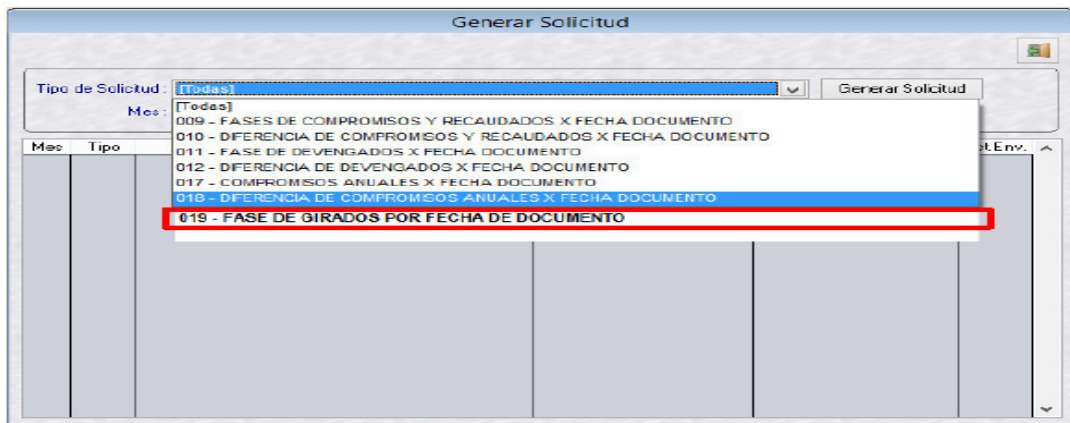 Generar Solicitud
Tipo de Solicitud : [Todas] Generar Solicitud
Mes : [Todas]
009 - FASES DE COMPROMISOS Y RECAUDADOS X FECHA DOCUMENTO
010 - DIFERENCIA DE COMPROMISOS Y RECAUDADOS X FECHA DOCUMENTO
Mes Tipo t.Env.
011 - FASE DE DEVENGADOS X FECHA DOCUMENTO
012 - DIFERENCIA DE DEVENGADOS X FECHA DOCUMENTO
017 - COMPROMISOS ANUALES X FECHA DOCUMENTO
018 - DIFERENCIA DE COMPROMISOS ANUALES X FECHA DOCUMENTO
019 - FASE DE GIRADOS POR FECHA DE DOCUMENTO